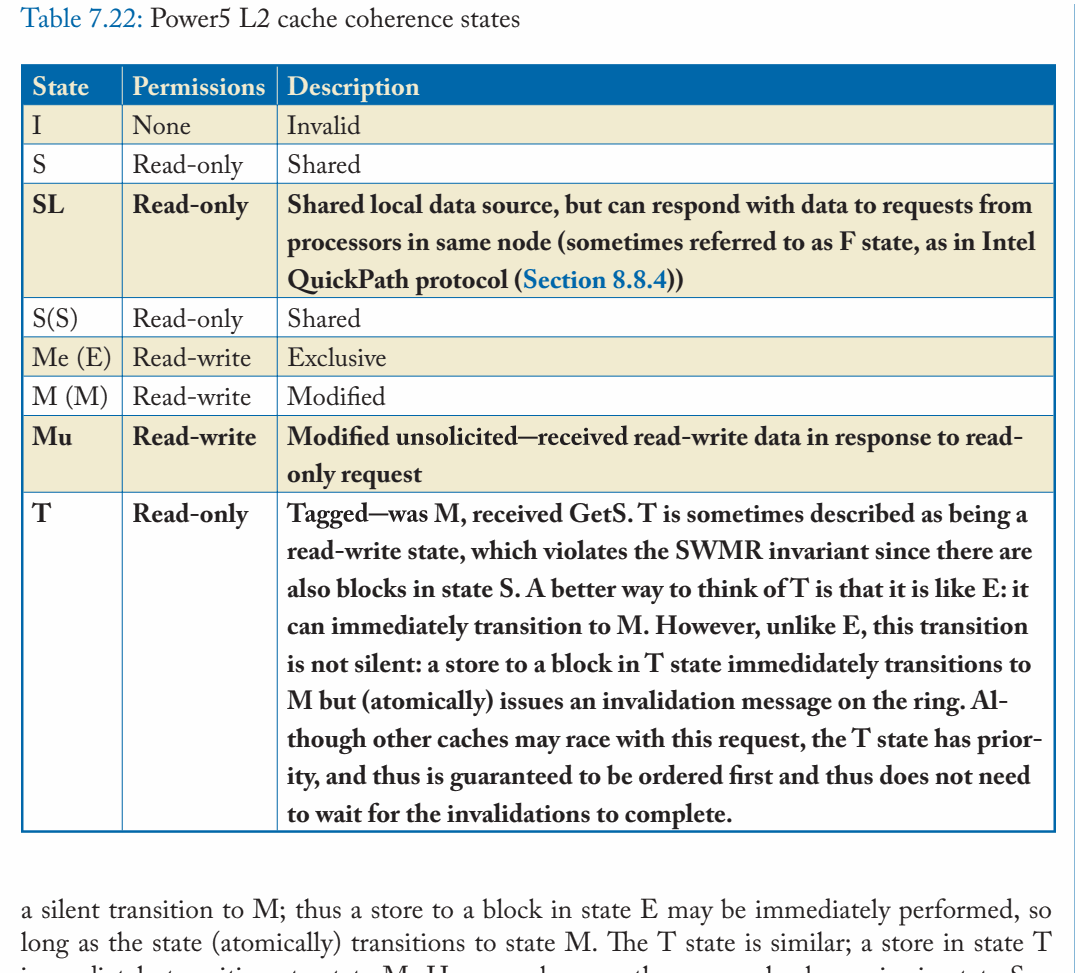 Table 7.22: Power5 L2 cache coherence states
State Permissions Description
I None Invalid
S Read-only Shared
SL Read-only Shared local data source, but can respond with data to requests from
processors in same node (sometimes referred to as F state, as in Intel
QuickPath protocol (Section 8.8.4))
S(S) Read-only Shared
Me (E) Read-write Exclusive
M (M) Read-write Modified
Mu Read-write Modified unsolicited—received read-write data in response to read-
only request
T Read-only Tagged—was M, received GetS. T is sometimes described as being a
read-write state, which violates the SWMR invariant since there are
also blocks in state S. A better way to think of T is that it is like E: it
can immediately transition to M. However, unlike E, this transition
is not silent: a store to a block in T state immedidately transitions to
M but (atomically) issues an invalidation message on the ring. Al-
though other caches may race with this request, the T state has prior-
ity, and thus is guaranteed to be ordered first and thus does not need
to wait for the invalidations to complete.
a silent transition to M; thus a store to a block in state E may be immediately performed, so
long as the state (atomically) transitions to state M. The T state is similar; a store in state T